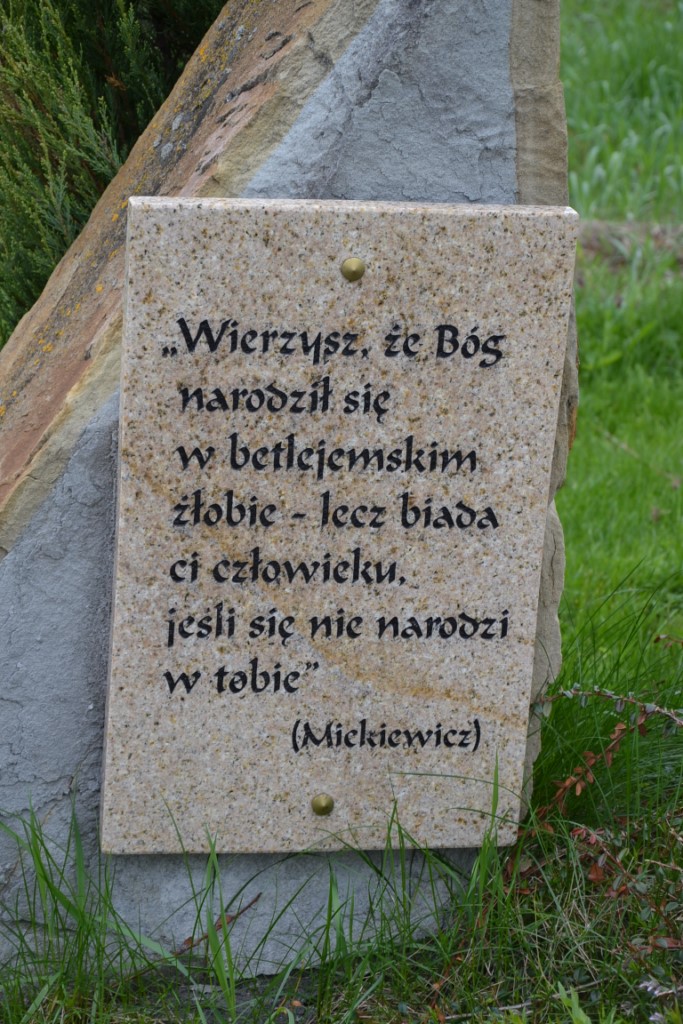 „Wierzysz, że Bóg
narodził się
w betlejemskim
żłobie - lecz biada
ci człowieku,
jeśli się nie narodzi
w tobie”
(Mickiewicz)